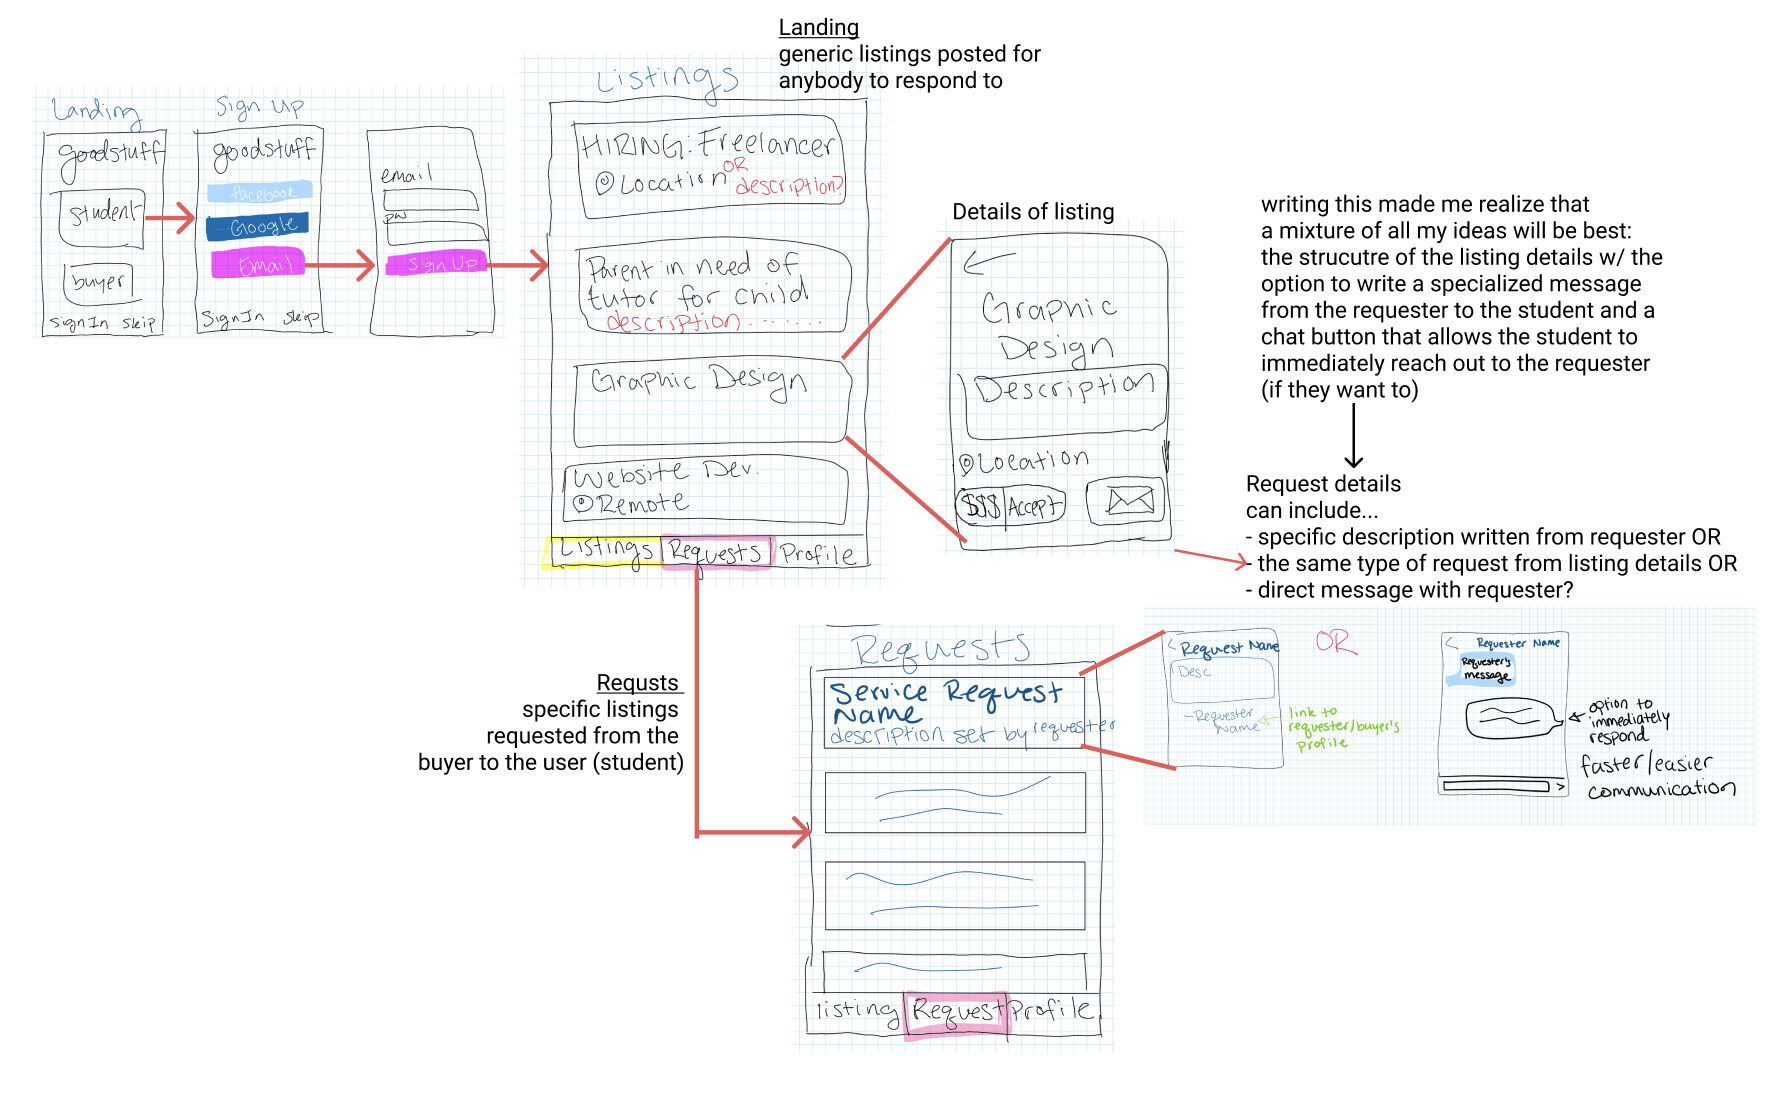 Landing
goodstuff
student
buyer
SignIn Skip
Sign Up
goodstuff
facebook
Google
Email
SignIn Skip
email
pw
Sign Up
Landing
generic listings posted for
anybody to respond to
Listings
HIRING: Freelancer
Location OR
description?
Parent in need of
tutor for child
description.......
Graphic Design
Website Dev.
Remote
Listings Requests Profile
Details of listing
Graphic
Design
Description
Location
$$$ Accept
writing this made me realize that
a mixture of all my ideas will be best:
the strucutre of the listing details w/ the
option to write a specialized message
from the requester to the student and a
chat button that allows the student to
immediately reach out to the requester
(if they want to)
Request details
can include...
- specific description written from requester OR
- the same type of request from listing details OR
- direct message with requester?
Requsts
specific listings
requested from the
buyer to the user (student)
Requests
Service Request
Name
description set by requester
listing Request Profile
Request Name
Desc.
-Requester
Name
link to
requester/buyer's
profile
OR
Requester Name
Requester's
message
option to
immediately
respond
faster/easier
communication